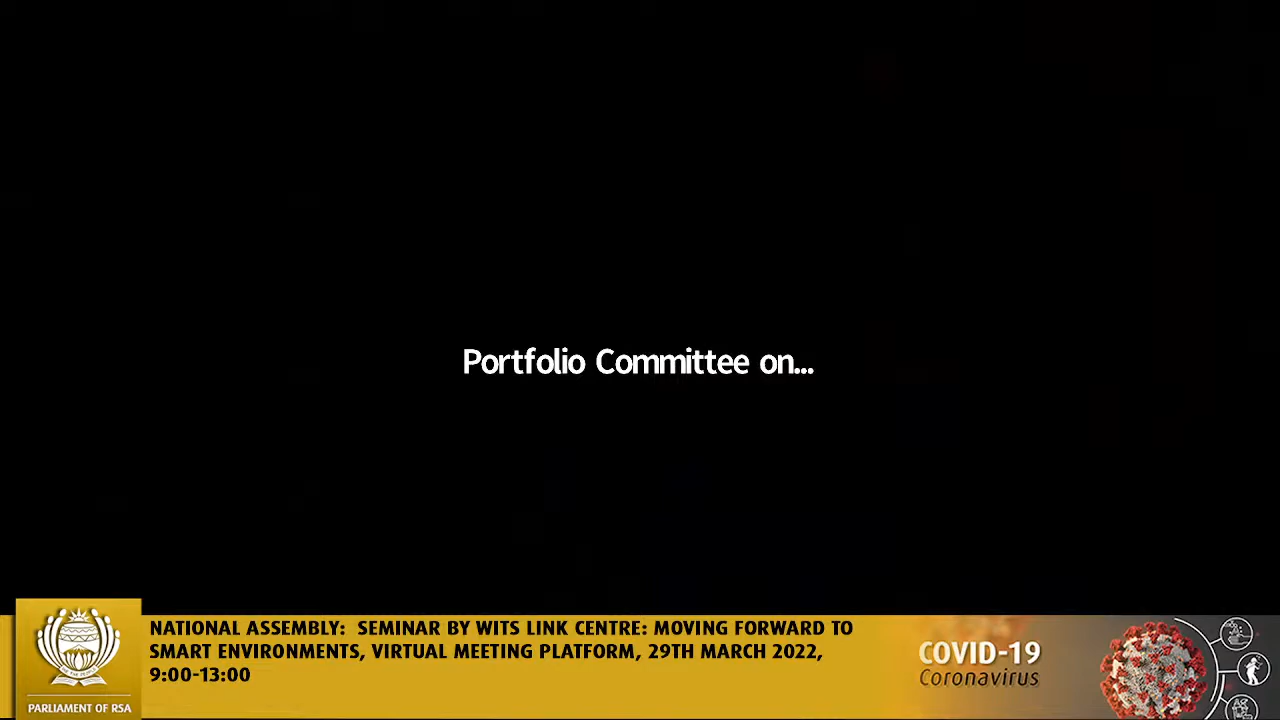 Portfolio Committee on...
NATIONAL ASSEMBLY: SEMINAR BY WITS LINK CENTRE: MOVING FORWARD TO
SMART ENVIRONMENTS, VIRTUAL MEETING PLATFORM, 29TH MARCH 2022,
9:00-13:00
COVID-19
Coronavirus
PARLIAMENT OF RSA